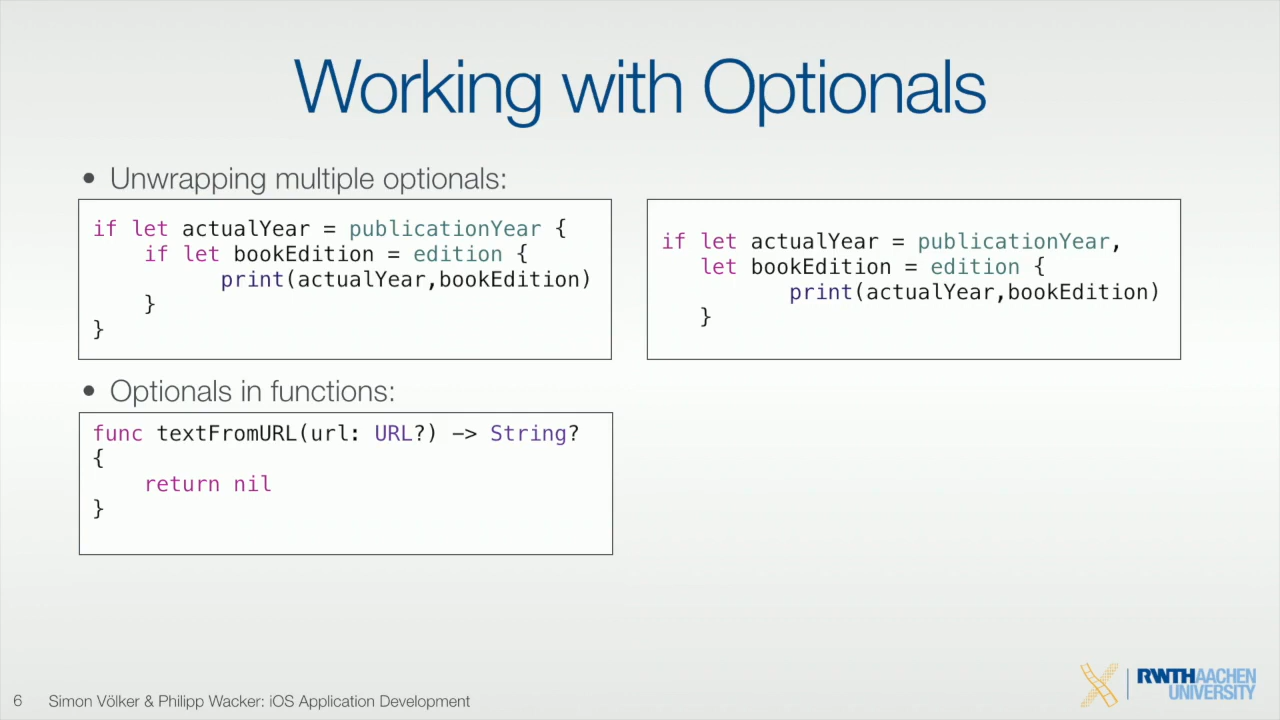 Working with Optionals
• Unwrapping multiple optionals:
if let actualYear = publicationYear {
    if let bookEdition = edition {
          print(actualYear,bookEdition)
    }
}
if let actualYear = publicationYear,
   let bookEdition = edition {
          print(actualYear,bookEdition)
   }
• Optionals in functions:
func textFromURL(url: URL?) -> String?
{
    return nil
}
6 Simon Völker & Philipp Wacker: iOS Application Development
RWTHAACHEN
UNIVERSITY